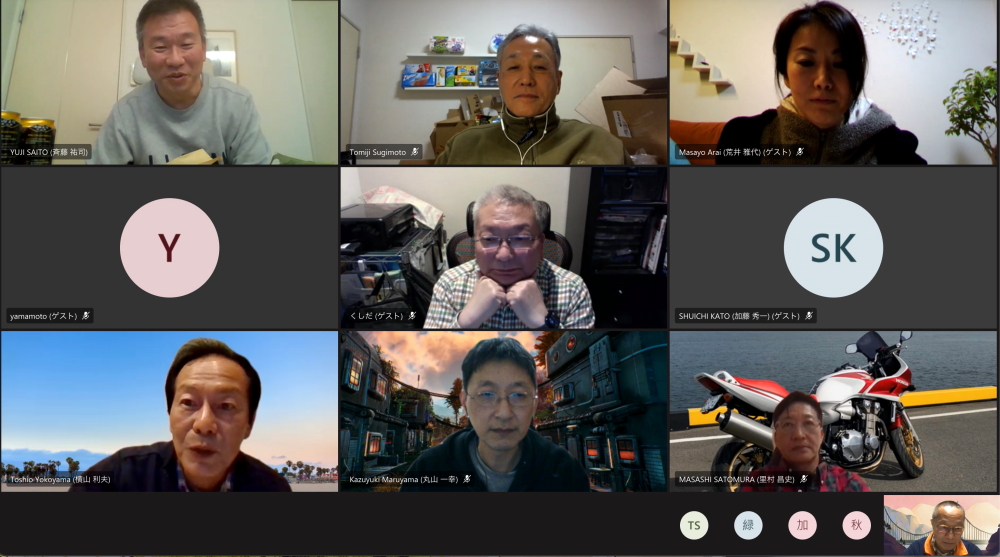 YUJI SAITO (斉藤 祐司)
Tomiji Sugimoto
Masayo Arai (荒井 雅代) (ゲスト)
Y
yamamoto (ゲスト)
くしだ (ゲスト)
SK
SHUICHI KATO (加藤 秀一) (ゲスト)
Toshio Yokoyama (横山 利夫)
Kazuyuki Maruyama (丸山 一幸)
MASASHI SATOMURA (里村 昌史)
TS
緑
加
秋